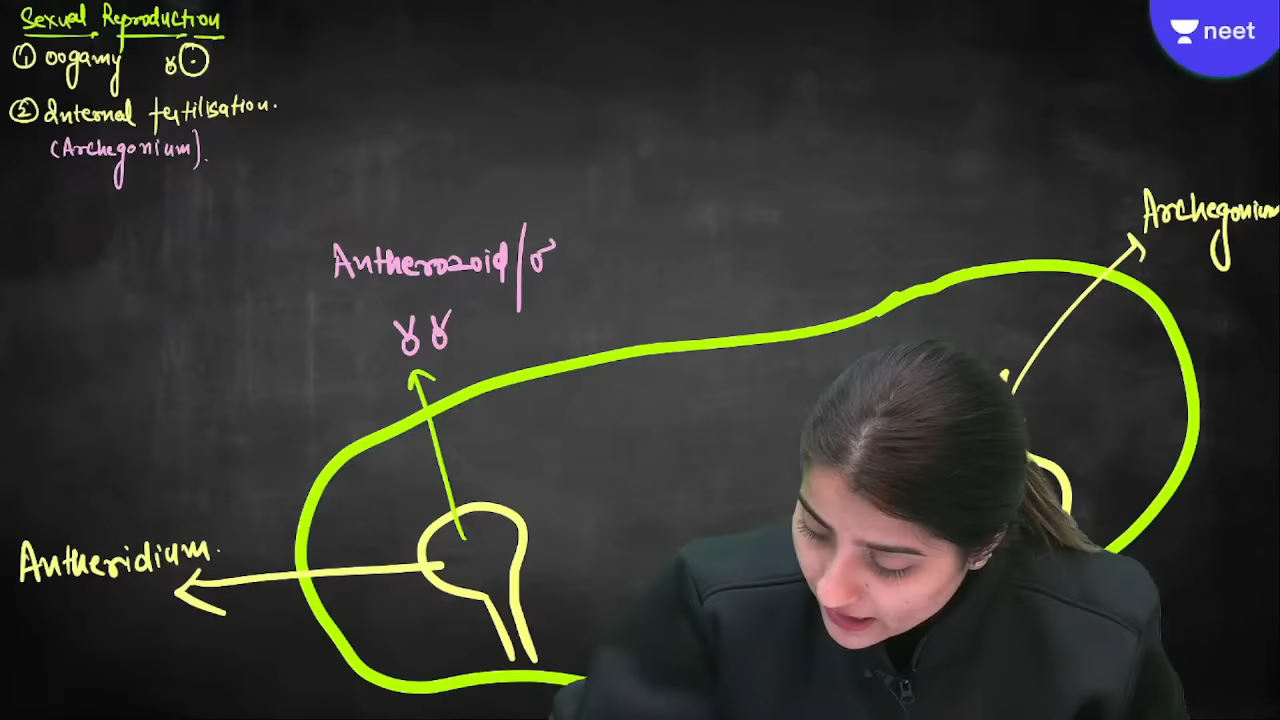 Sexual Reproduction
① oogamy
② Internal fertilisation.
(Archegonium).
neet
Archegonium
Antherozoid/♂
Antheridium.